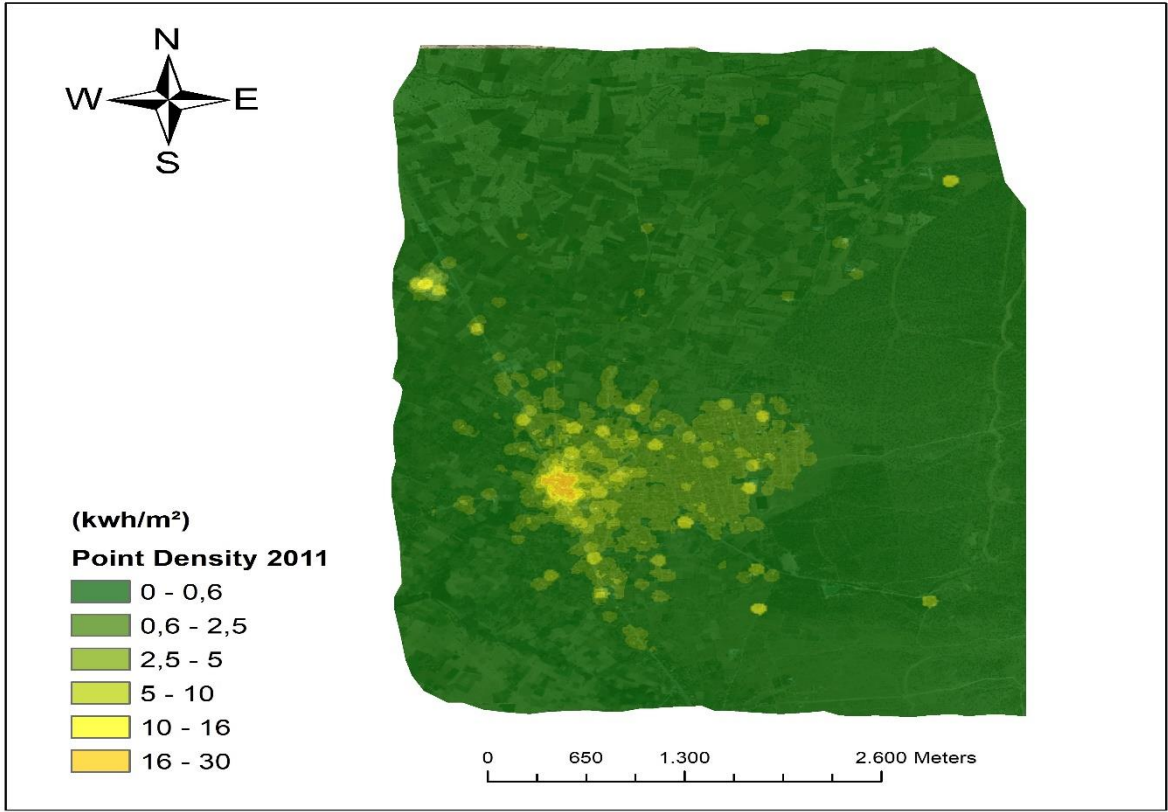 N
W E
S
(kwh/m²)
Point Density 2011
0 - 0,6
0,6 - 2,5
2,5 - 5
5 - 10
10 - 16
16 - 30
0 650 1.300 2.600 Meters